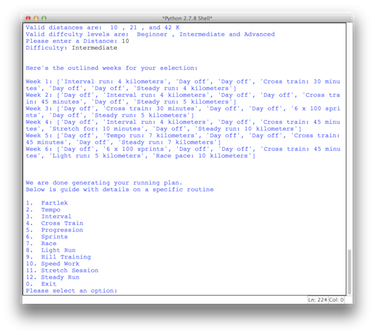 *Python 2.7.8 Shell*
Valid distances are:  10 , 21 , and 42 K
Valid diffculty levels are:  Beginner , Intermediate and Advanced
Please enter a Distance: 10
Difficulty: Intermediate
Here's the outlined weeks for your selection:
Week 1: ['Interval run: 4 kilometers', 'Day off', 'Day off', 'Cross train: 30 minu
tes', 'Day off', 'Day off', 'Steady run: 4 kilometers']
Week 2: ['Day off', 'Interval run: 4 kilometers', 'Day off', 'Day off', 'Cross tra
in: 45 minutes', 'Day off', 'Steady run: 5 kilometers']
Week 3: ['Day off', 'Cross train: 30 minutes', 'Day off', 'Day off', '6 x 100 spri
nts', 'Day off', 'Steady run: 5 kilometers']
Week 4: ['Day off', 'Interval run: 4 kilometers', 'Day off', 'Cross train: 45 minu
tes', 'Stretch for: 10 minutes', 'Day off', 'Steady run: 10 kilometers']
Week 5: ['Day off', 'Tempo run: 7 kilometers', 'Day off', 'Day off', 'Cross train:
45 minutes', 'Day off', 'Steady run: 7 kilometers']
Week 6: ['Day off', '6 x 100 sprints', 'Day off', 'Day off', 'Cross train: 45 minu
tes', 'Light run: 5 kilometers', 'Race pace: 10 kilometers']
We are done generating your running plan.
Below is guide with details on a specific routine
1.  Fartlek
2.  Tempo
3.  Interval
4.  Cross Train
5.  Progression
6.  Sprints
7.  Race
8.  Light Run
9.  Hill Training
10. Speed Work
11. Stretch Session
12. Steady Run
0.  Exit
Please select an option:
Ln: 224 Col: 0